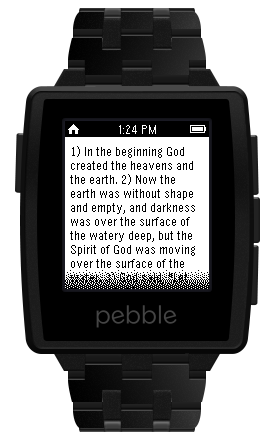 1:24 PM
1) In the beginning God
created the heavens and
the earth. 2) Now the
earth was without shape
and empty, and darkness
was over the surface of
the watery deep, but the
Spirit of God was moving
over the surface of the
pebble